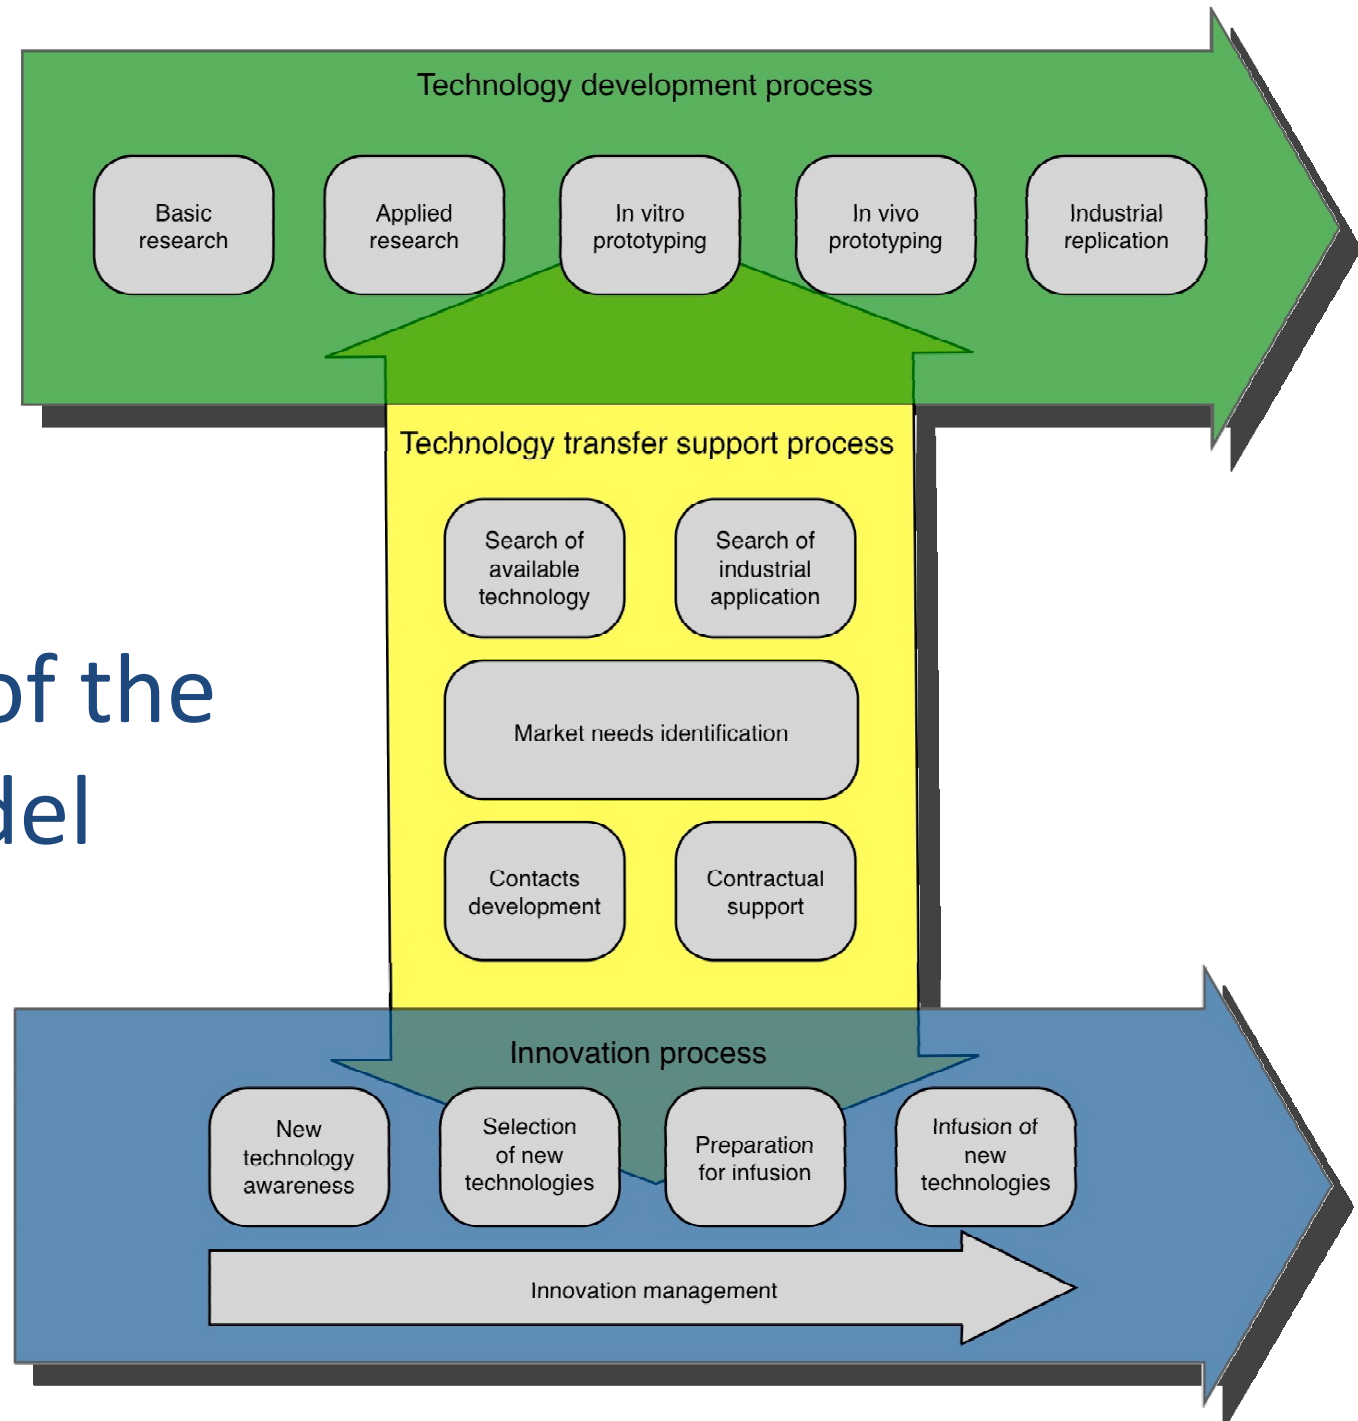 Technology development process
Basic
research
Applied
research
In vitro
prototyping
In vivo
prototyping
Industrial
replication
Technology transfer support process
Search of
available
technology
Search of
industrial
application
of the
del
Market needs identification
Contacts
development
Contractual
support
Innovation process
New
technology
awareness
Selection
of new
technologies
Preparation
for infusion
Infusion of
new
technologies
Innovation management